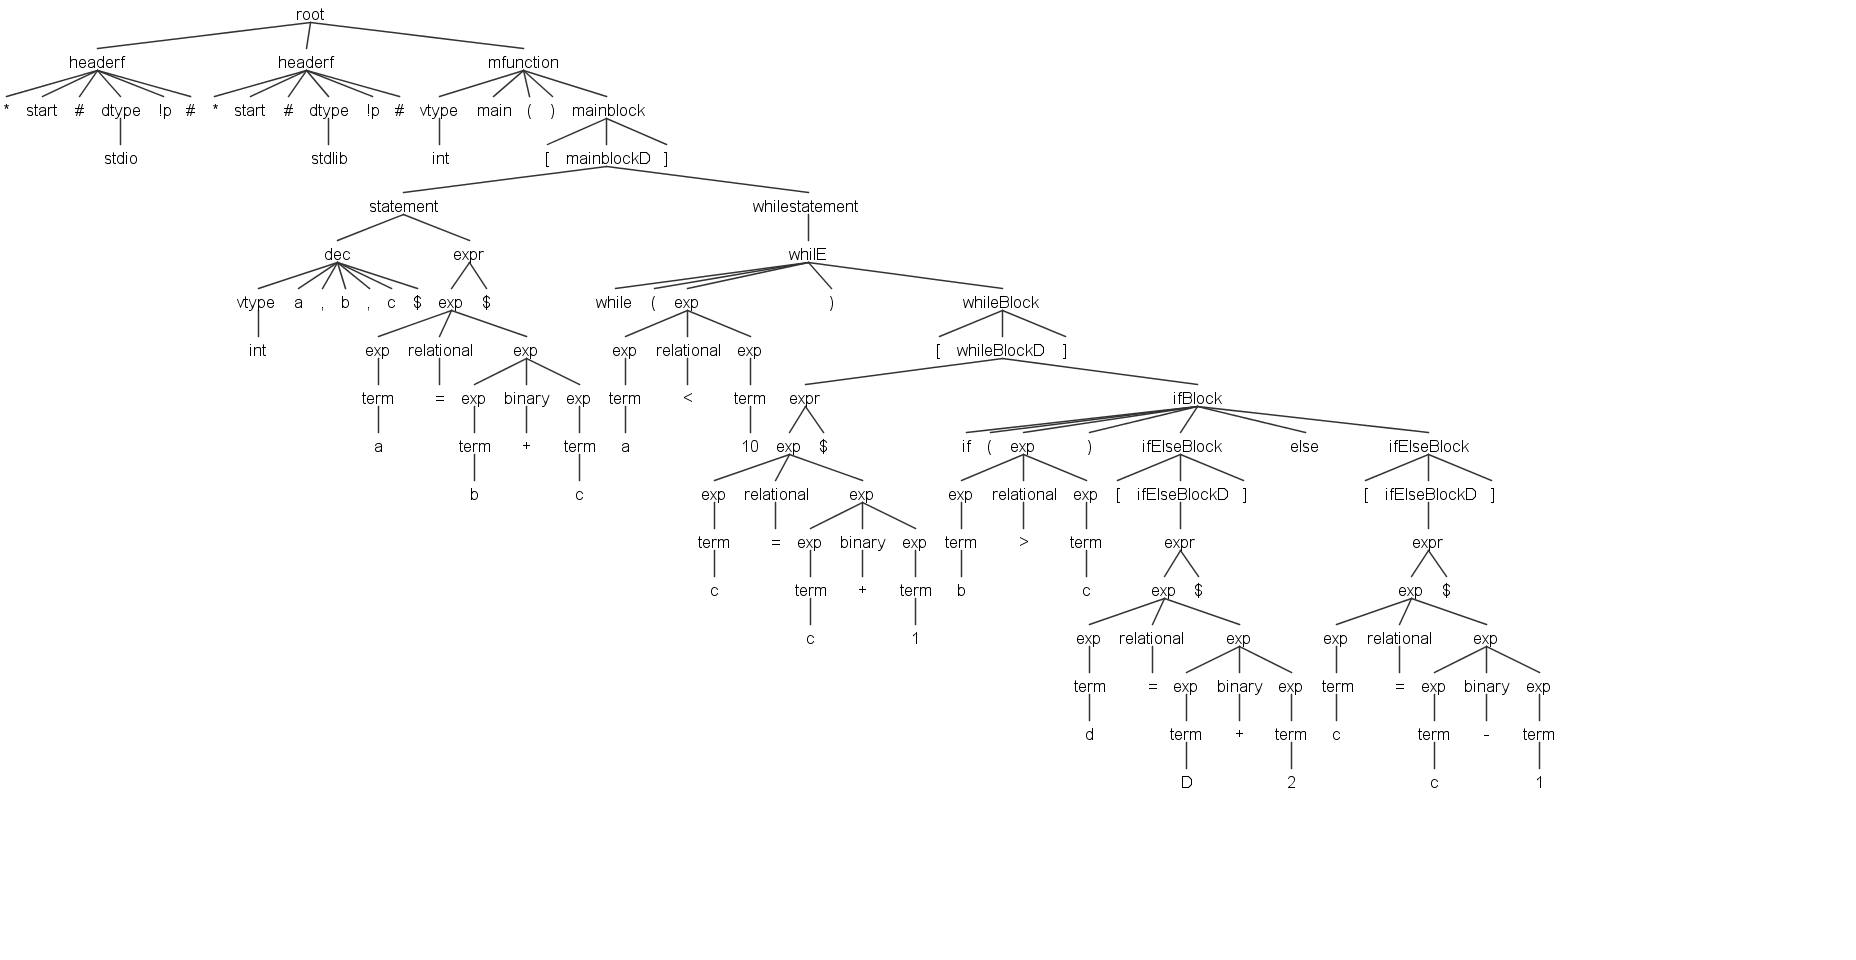 root
headerf headerf mfunction
* start # dtype !p # * start # dtype !p # vtype main ( ) mainblock
stdio stdlib int [ mainblockD ]
statement whilestatement
dec expr whilE
vtype a , b , c $ exp $ while ( exp ) whileBlock
int exp relational exp exp relational exp [ whileBlockD ]
term = exp binary exp term < term expr ifBlock
a term + term a 10 exp $ if ( exp ) ifElseBlock else ifElseBlock
b c exp relational exp exp relational exp [ ifElseBlockD ] [ ifElseBlockD ]
term = exp binary exp term > term expr expr
c term + term b c exp $ exp $
c 1 exp relational exp exp relational exp
term = exp binary exp term = exp binary exp
d term + term c term - term
D 2 c 1